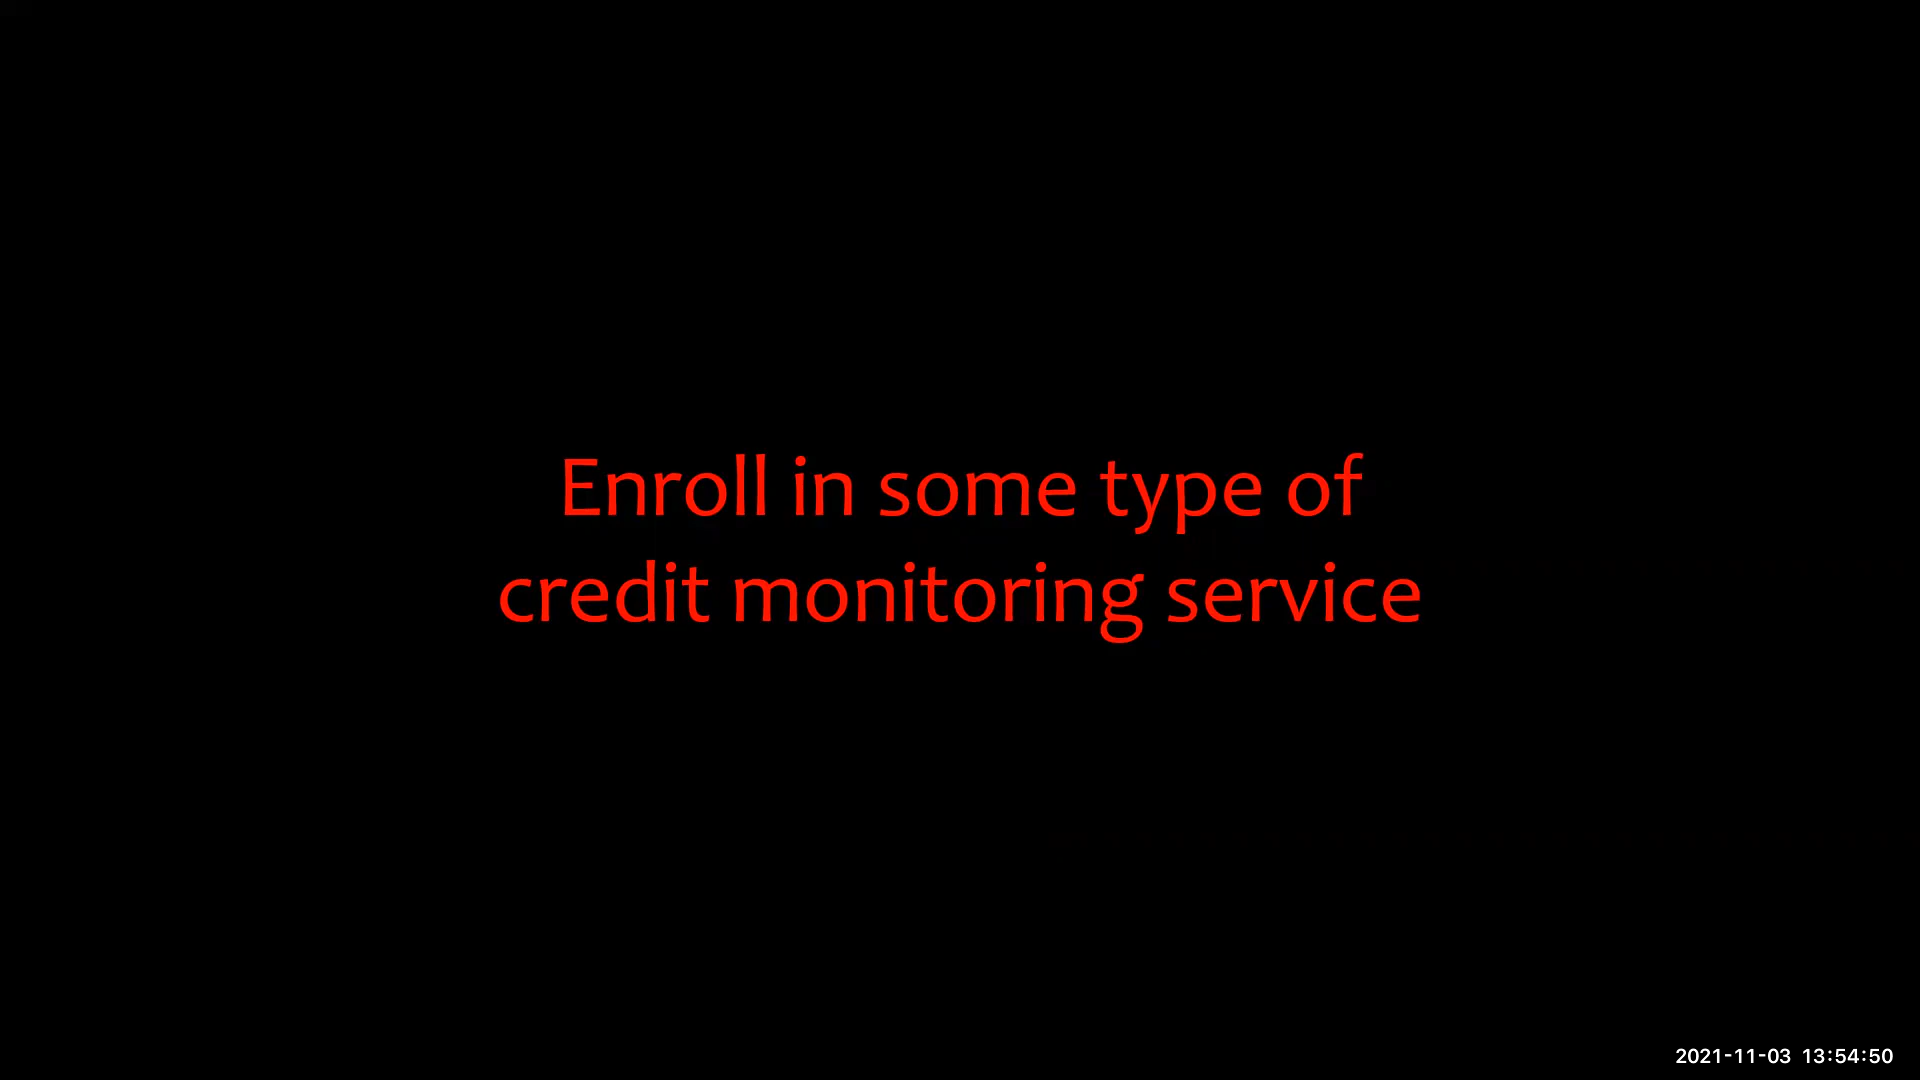 Enroll in some type of
credit monitoring service
2021-11-03 13:54:50